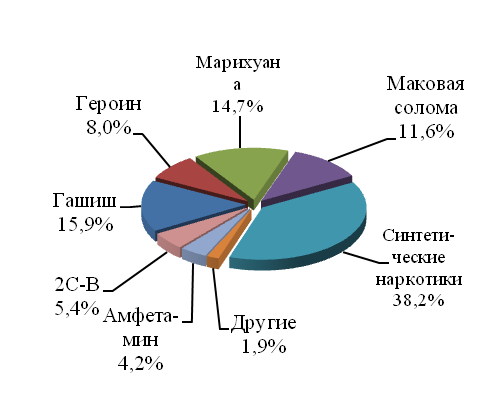 Марихуан
а
14,7%
Маковая
солома
11,6%
Героин
8,0%
Гашиш
15,9%
Синтети-
ческие
наркотики
38,2%
2С-В
5,4%
Амфета-
мин
4,2%
Другие
1,9%